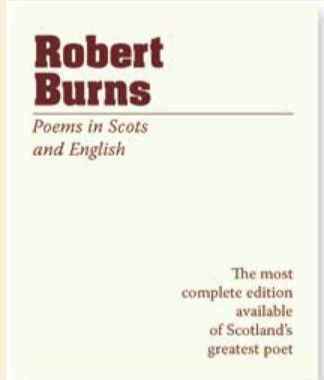 Robert
Burns
Poems in Scots
and English
The most
complete edition
available
of Scotland's
greatest poet